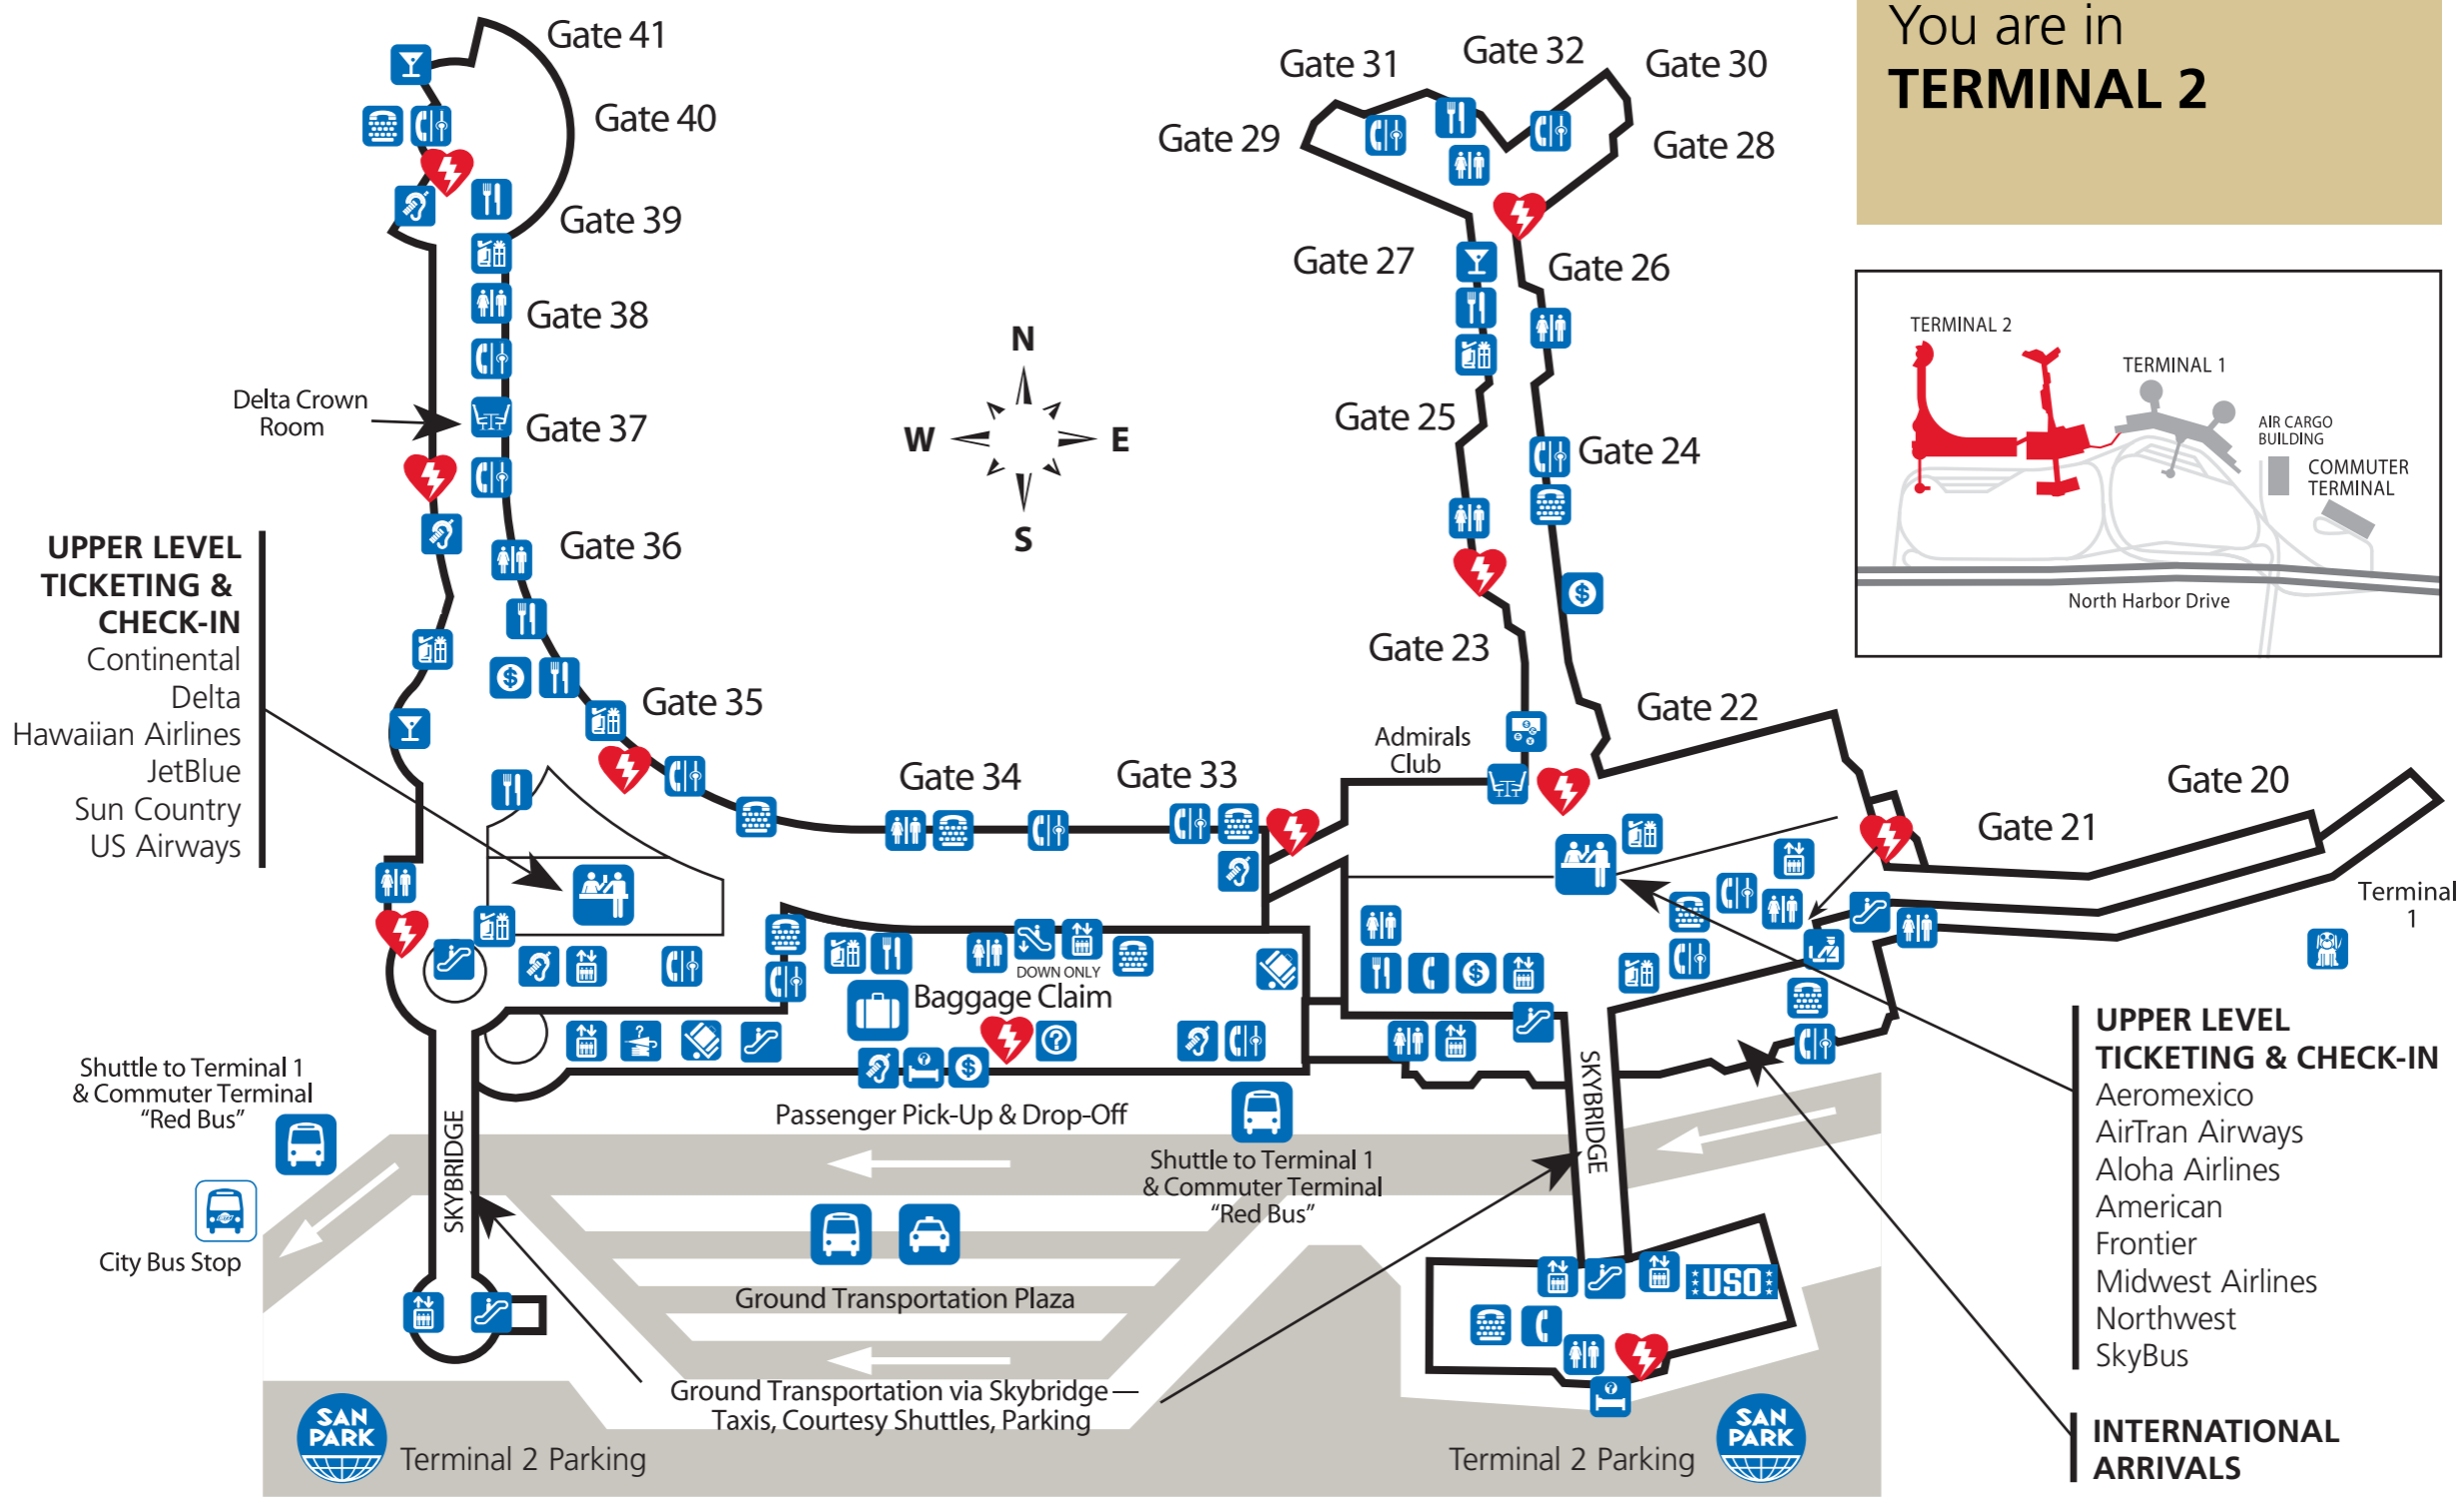 You are in
TERMINAL 2
Gate 41
Gate 40
Gate 39
Gate 38
Gate 37
Gate 36
Gate 35
Gate 34
Gate 33
Gate 31
Gate 32
Gate 30
Gate 29
Gate 28
Gate 27
Gate 26
Gate 25
Gate 24
Gate 23
Gate 22
Gate 21
Gate 20
N
W
E
S
Delta Crown
Room
Admirals
Club
Terminal
1
TERMINAL 2
TERMINAL 1
AIR CARGO
BUILDING
COMMUTER
TERMINAL
North Harbor Drive
UPPER LEVEL
TICKETING &
CHECK-IN
Continental
Delta
Hawaiian Airlines
JetBlue
Sun Country
US Airways
DOWN ONLY
Baggage Claim
Shuttle to Terminal 1
& Commuter Terminal
“Red Bus”
City Bus Stop
SKYBRIDGE
Passenger Pick-Up & Drop-Off
Shuttle to Terminal 1
& Commuter Terminal
“Red Bus”
SKYBRIDGE
Ground Transportation Plaza
USO
Ground Transportation via Skybridge—
Taxis, Courtesy Shuttles, Parking
SAN
PARK
Terminal 2 Parking
Terminal 2 Parking
SAN
PARK
UPPER LEVEL
TICKETING & CHECK-IN
Aeromexico
AirTran Airways
Aloha Airlines
American
Frontier
Midwest Airlines
Northwest
SkyBus
INTERNATIONAL
ARRIVALS